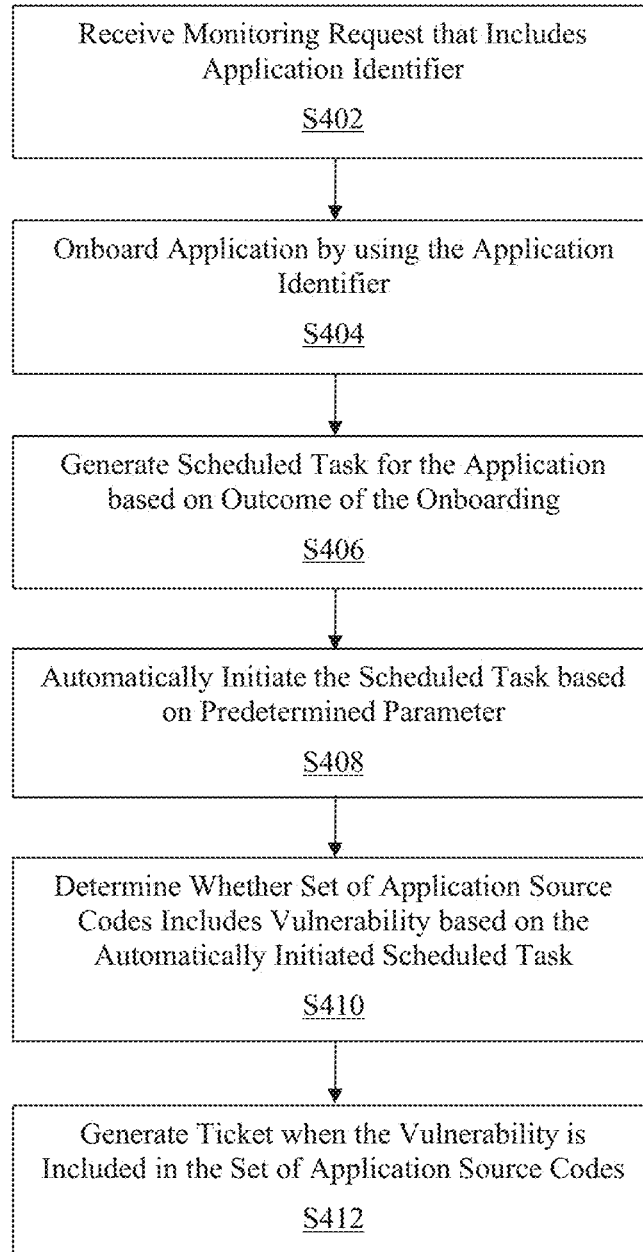 Receive Monitoring Request that Includes
Application Identifier
S402
Onboard Application by using the Application
Identifier
S404
Generate Scheduled Task for the Application
based on Outcome of the Onboarding
S406
Automatically Initiate the Scheduled Task based
on Predetermined Parameter
S408
Determine Whether Set of Application Source
Codes Includes Vulnerability based on the
Automatically Initiated Scheduled Task
S410
Generate Ticket when the Vulnerability is
Included in the Set of Application Source Codes
S412